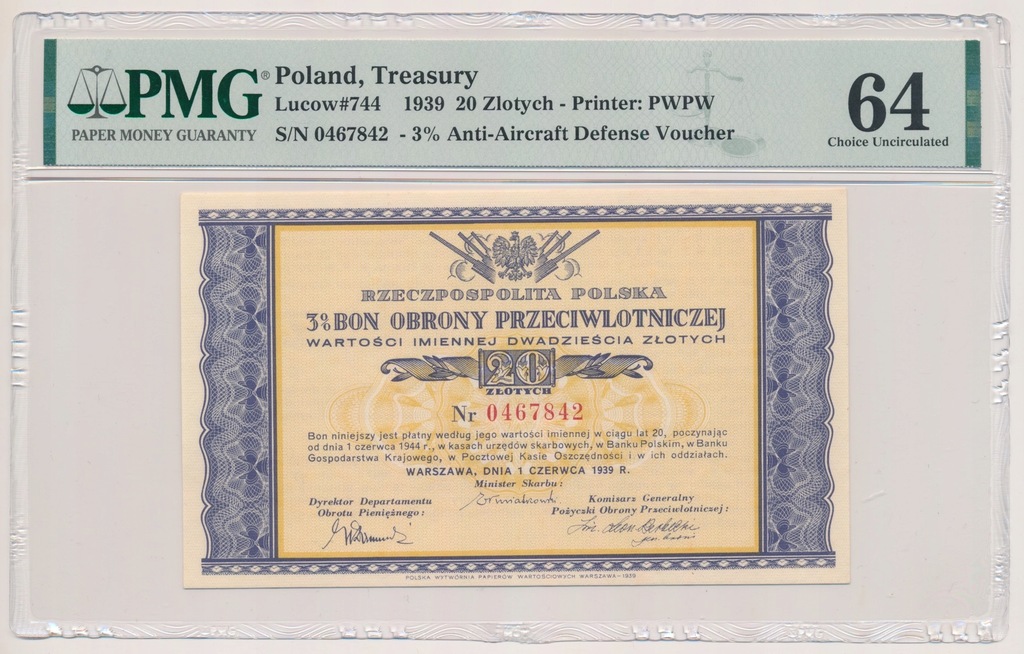 PMG® Poland, Treasury
Lucow#744 1939 20 Zlotych - Printer: PWPW
PAPER MONEY GUARANTY S/N 0467842 - 3% Anti-Aircraft Defense Voucher
64
Choice Uncirculated
RZECZPOSPOLITA POLSKA
3% BON OBRONY PRZECIWLOTNICZEJ
WARTOŚCI IMIENNEJ DWADZIEŚCIA ZŁOTYCH
20
ZŁOTYCH
Nr 0467842
Bon niniejszy jest płatny według jego wartości imiennej w ciągu lat 20, poczynając
od dnia 1 czerwca 1944 r., w kasach urzędów skarbowych, w Banku Polskim, w Banku
Gospodarstwa Krajowego, w Pocztowej Kasie Oszczędności i w ich oddziałach.
WARSZAWA, DNIA 1 CZERWCA 1939 R.
Minister Skarbu:
Dyrektor Departamentu
Obrotu Pieniężnego:
Komisarz Generalny
Pożyczki Obrony Przeciwlotniczej:
POLSKA WYTWÓRNIA PAPIERÓW WARTOŚCIOWYCH WARSZAWA-1939